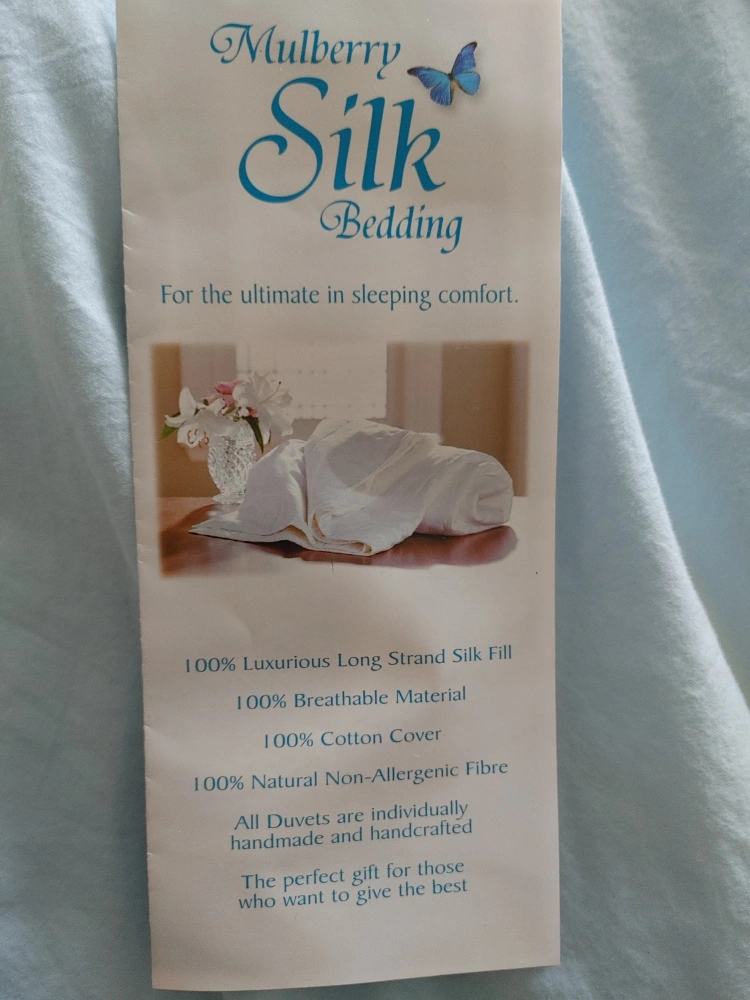 Mulberry
Silk
Bedding
For the ultimate in sleeping comfort.
100% Luxurious Long Strand Silk Fill
100% Breathable Material
100% Cotton Cover
100% Natural Non-Allergenic Fibre
All Duvets are individually
handmade and handcrafted
The perfect gift for those
who want to give the best